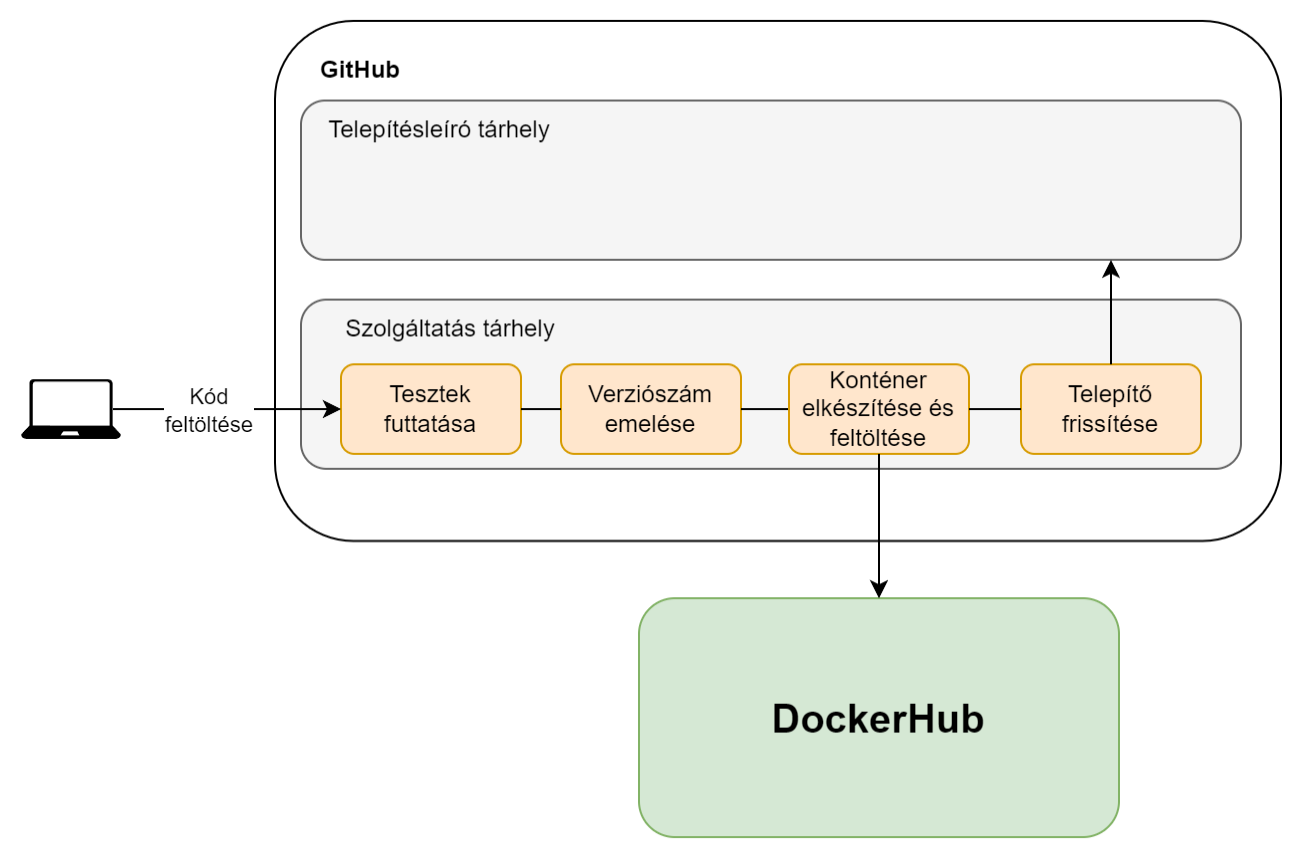 GitHub
Telepítésleíró tárhely
Szolgáltatás tárhely
Kód
feltöltése
Tesztek
futtatása
Verziószám
emelése
Konténer
elkészítése és
feltöltése
Telepítő
frissítése
DockerHub